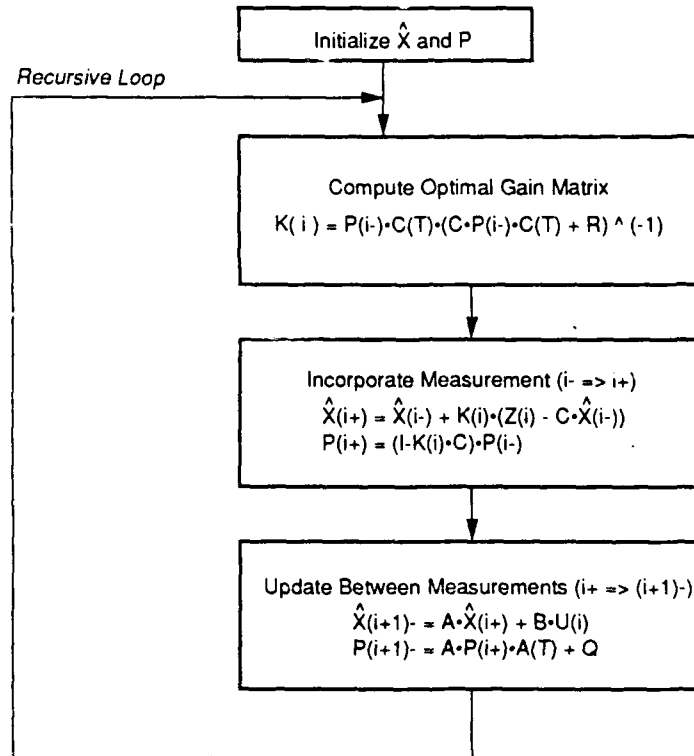 Initialize X̂ and P
Recursive Loop
Compute Optimal Gain Matrix
K( i ) = P(i-)•C(T)•(C•P(i-)•C(T) + R) ^ (-1)
Incorporate Measurement (i- => i+)
X̂(i+) = X̂(i-) + K(i)•(Z(i) - C•X̂(i-))
P(i+) = (I-K(i)•C)•P(i-)
Update Between Measurements (i+ => (i+1)-)
X̂(i+1)- = A•X̂(i+) + B•U(i)
P(i+1)- = A•P(i+)•A(T) + Q